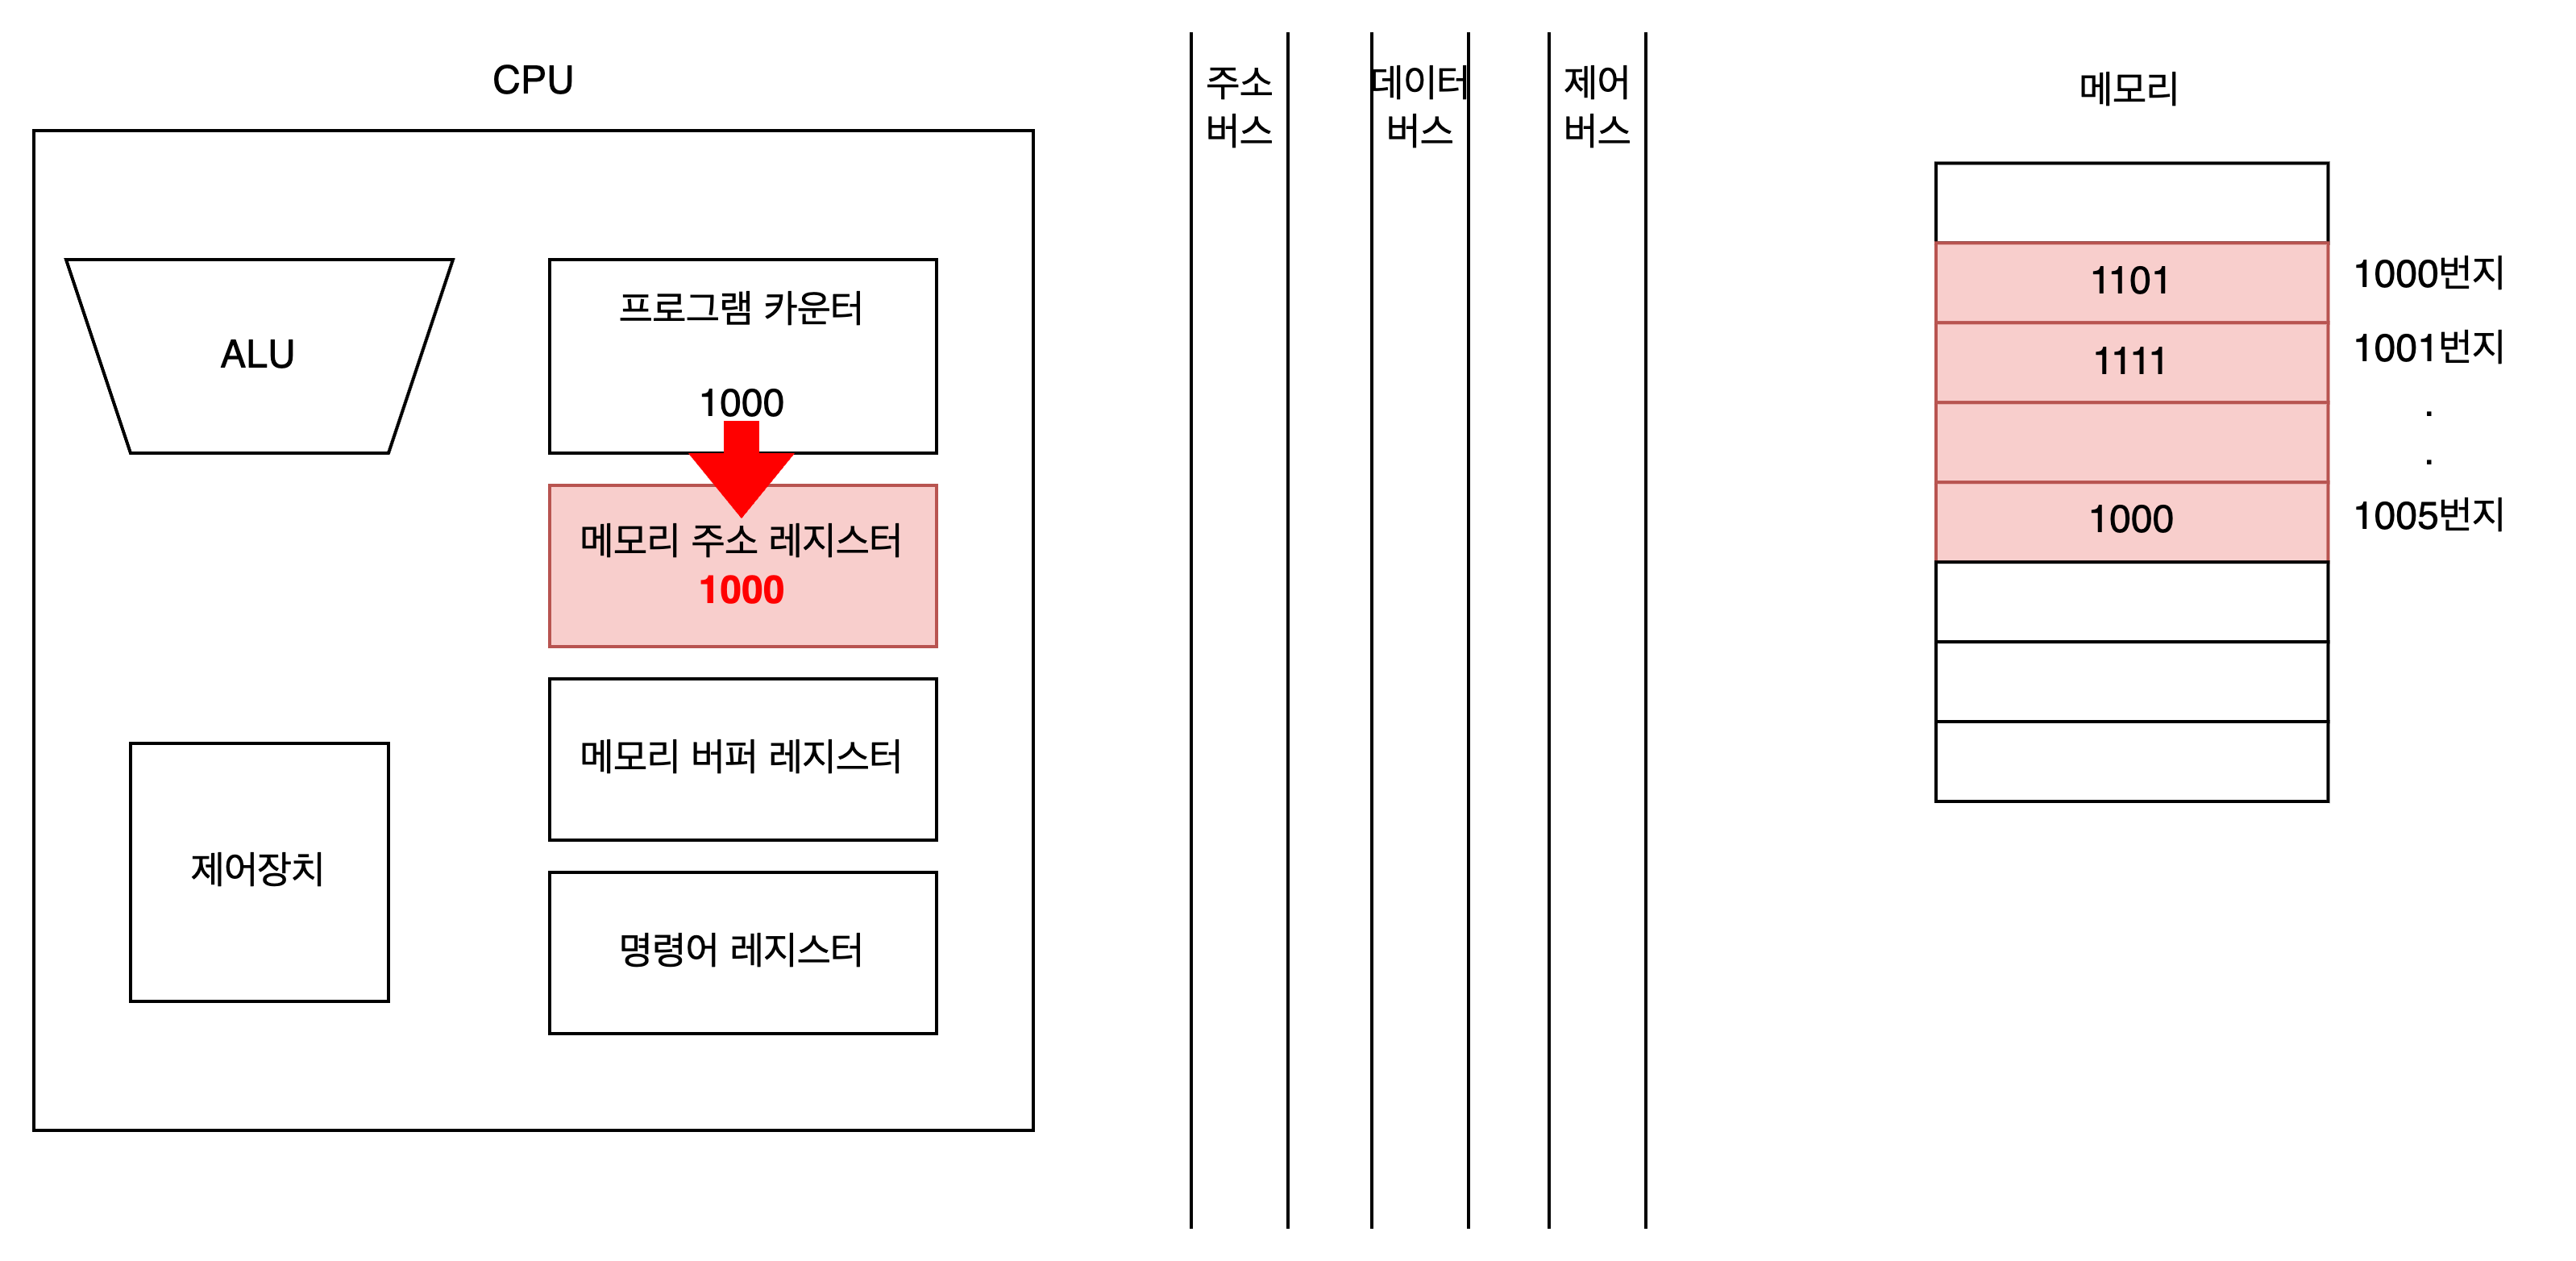 CPU
ALU
프로그램 카운터
1000
메모리 주소 레지스터
1000
메모리 버퍼 레지스터
제어장치
명령어 레지스터
주소
버스
데이터
버스
제어
버스
메모리
1101
1000번지
1111
1001번지
.
.
1000
1005번지